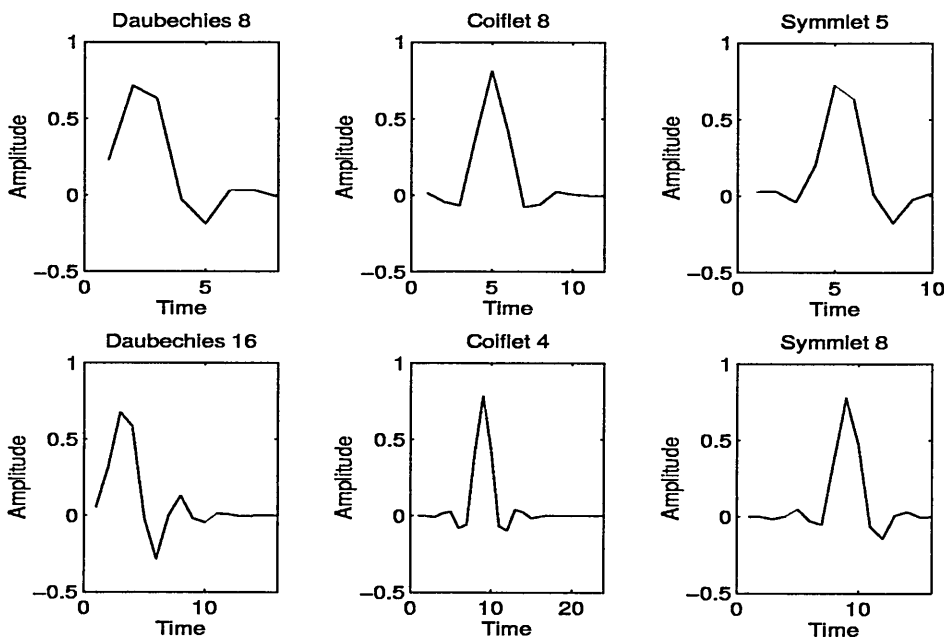 Daubechies 8
1
0.5
0
−0.5
Amplitude
0
5
Time
Coiflet 8
1
0.5
0
−0.5
Amplitude
0
5
10
Time
Symmlet 5
1
0.5
0
−0.5
Amplitude
0
5
10
Time
Daubechies 16
1
0.5
0
−0.5
Amplitude
0
10
Time
Coiflet 4
1
0.5
0
−0.5
Amplitude
0
10
20
Time
Symmlet 8
1
0.5
0
−0.5
Amplitude
0
10
Time